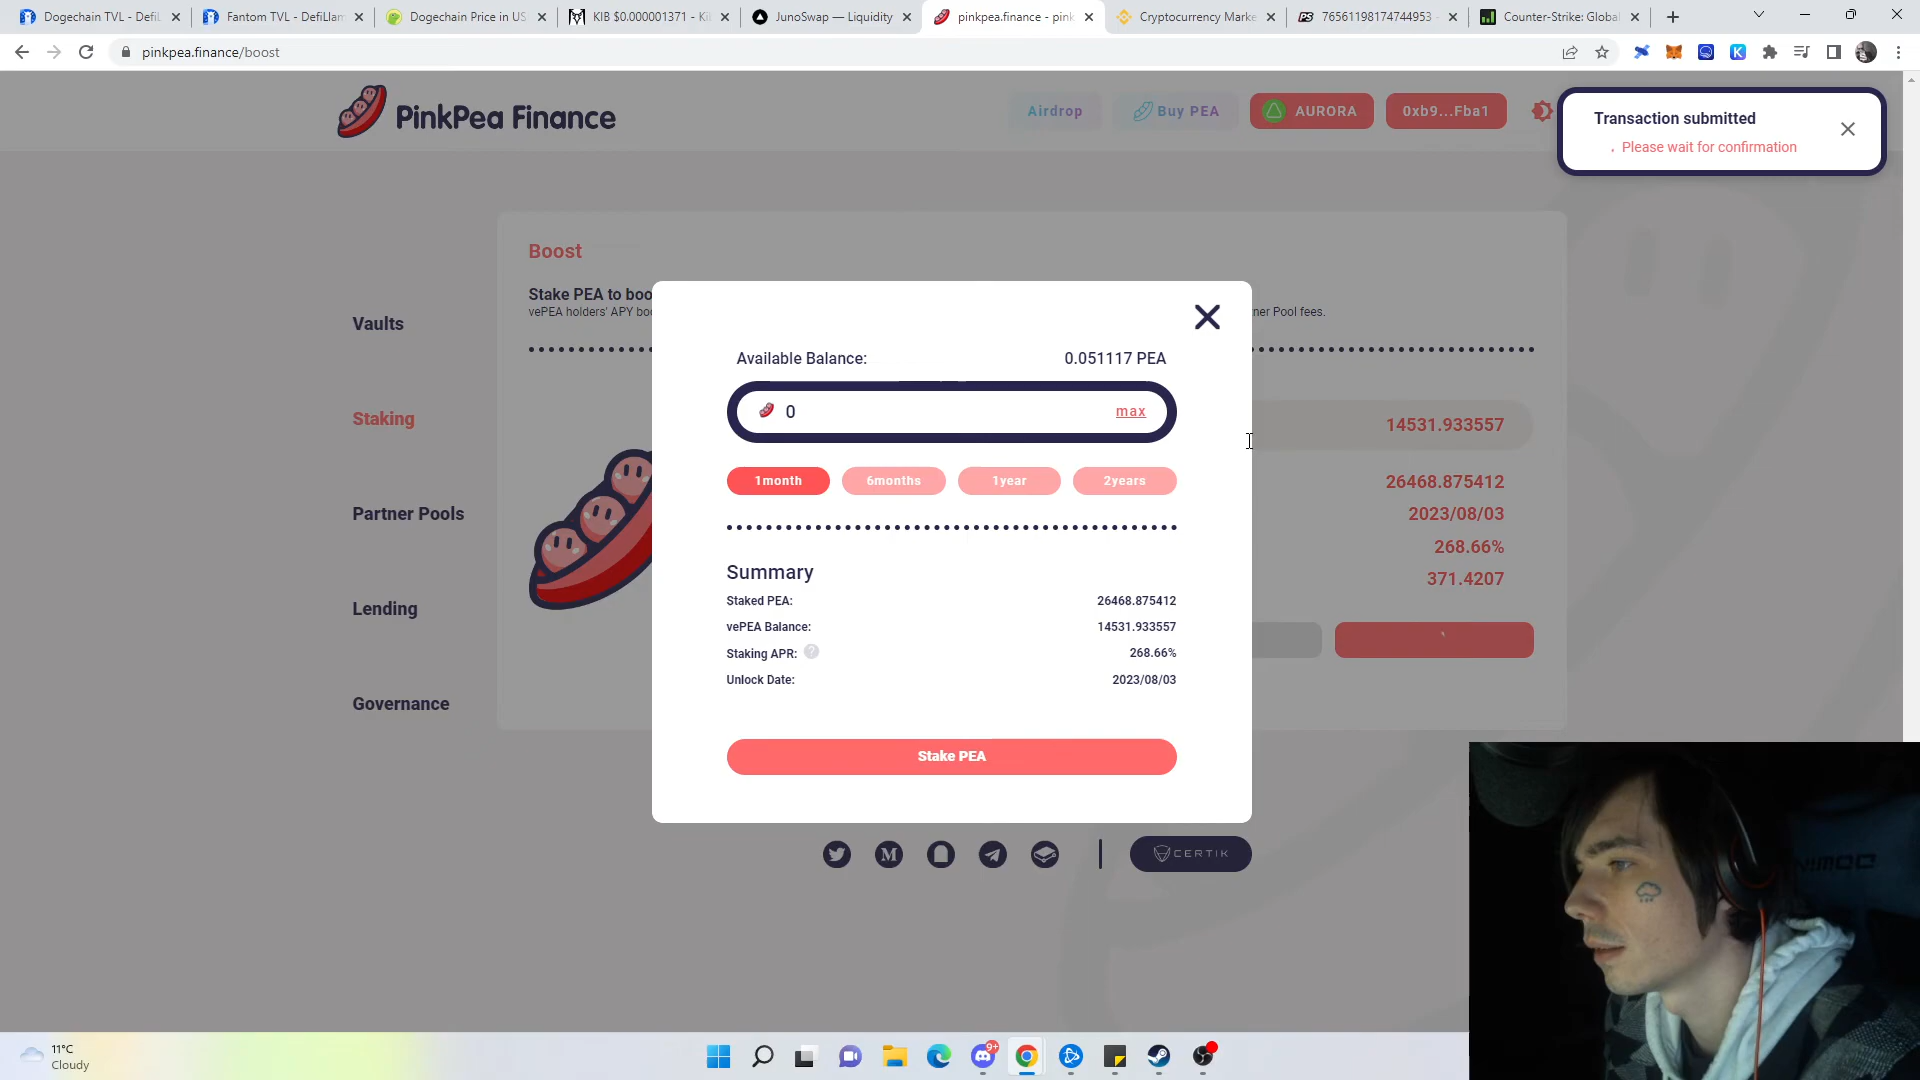 Dogechain TVL - Defil
Fantom TVL - DefiLlam
Dogechain Price in US
KIB $0.000001371 - Ki
JunoSwap — Liquidity
pinkpea.finance - pink
Cryptocurrency Marke
76561198174744953 -
Counter-Strike: Global
pinkpea.finance/boost
PinkPea Finance
Airdrop
Buy PEA
AURORA
0xb9...Fba1
Transaction submitted
Please wait for confirmation
Boost
Stake PEA to boo
vePEA holders' APY boo
ner Pool fees.
Vaults
Staking
Partner Pools
Lending
Governance
Available Balance: 0.051117 PEA
0 max
1month 6months 1year 2years
Summary
Staked PEA: 26468.875412
vePEA Balance: 14531.933557
Staking APR: ? 268.66%
Unlock Date: 2023/08/03
Stake PEA
14531.933557
26468.875412
2023/08/03
268.66%
371.4207
CERTIK
11°C
Cloudy
9+